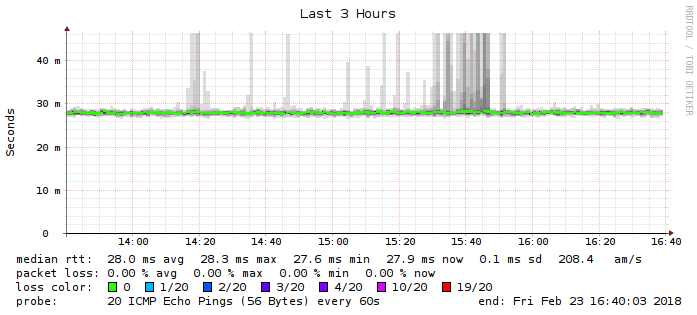 Last 3 Hours
RRDTOOL / TOBI OETIKER
Seconds
40 m
30 m
20 m
10 m
0
14:00 14:20 14:40 15:00 15:20 15:40 16:00 16:20 16:40
median rtt: 28.0 ms avg 28.3 ms max 27.6 ms min 27.9 ms now 0.1 ms sd 208.4 am/s
packet loss: 0.00 % avg 0.00 % max 0.00 % min 0.00 % now
loss color: 0 1/20 2/20 3/20 4/20 10/20 19/20
probe: 20 ICMP Echo Pings (56 Bytes) every 60s end: Fri Feb 23 16:40:03 2018